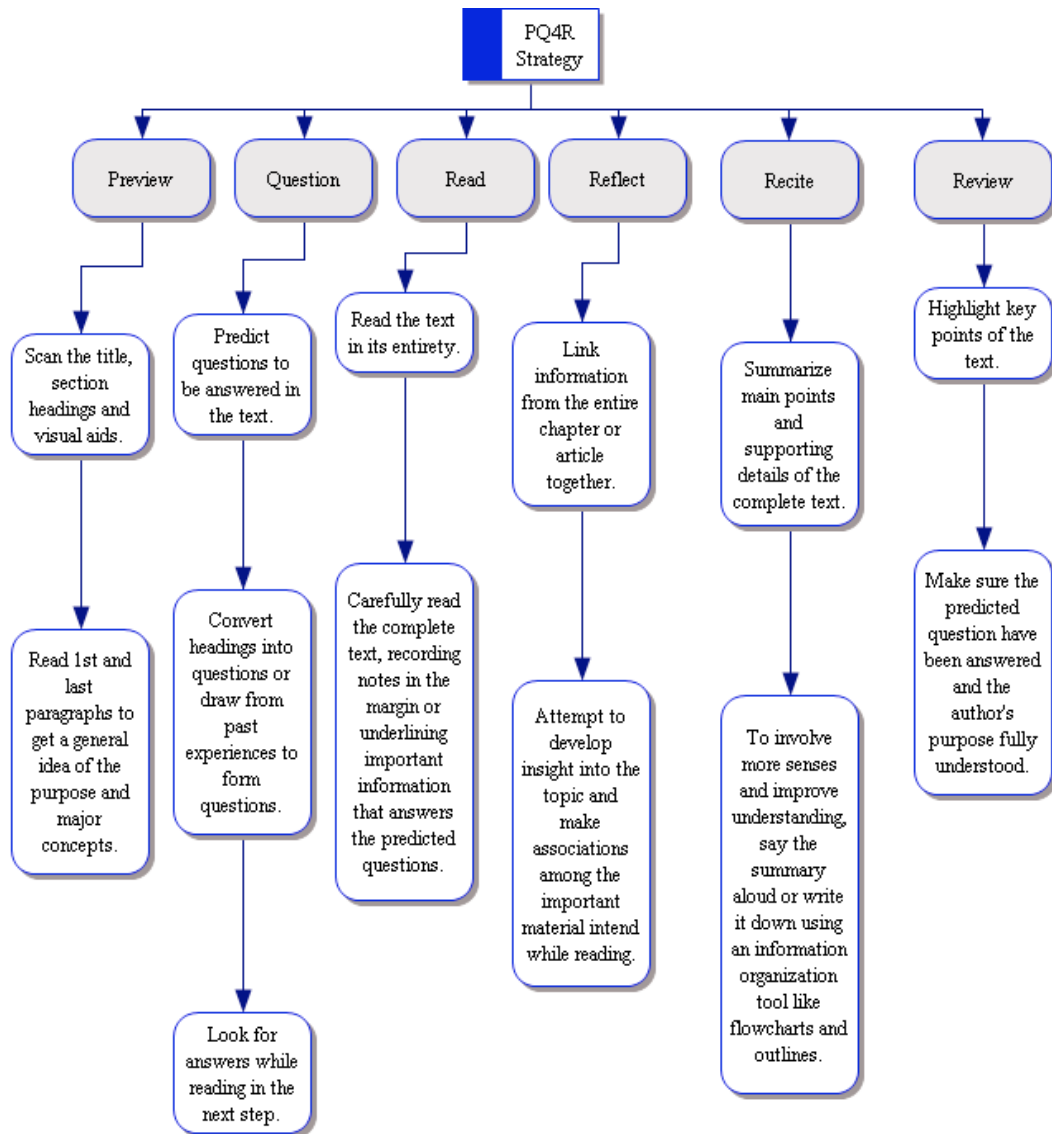 PQ4R
Strategy
Preview
Question
Read
Reflect
Recite
Review
Scan the title,
section
headings and
visual aids.
Read 1st and
last
paragraphs to
get a general
idea of the
purpose and
major
concepts.
Predict
questions to
be answered in
the text.
Convert
headings into
questions or
draw from
past
experiences to
form
questions.
Look for
answers while
reading in the
next step.
Read the text
in its entirety.
Carefully read
the complete
text, recording
notes in the
margin or
underlining
important
information
that answers
the predicted
questions.
Link
information
from the entire
chapter or
article
together.
Attempt to
develop
insight into the
topic and
make
associations
among the
important
material intend
while reading.
Summarize
main points
and
supporting
details of the
complete text.
To involve
more senses
and improve
understanding,
say the
summary
aloud or write
it down using
an information
organization
tool like
flowcharts and
outlines.
Highlight key
points of the
text.
Make sure the
predicted
question have
been answered
and the
author's
purpose fully
understood.